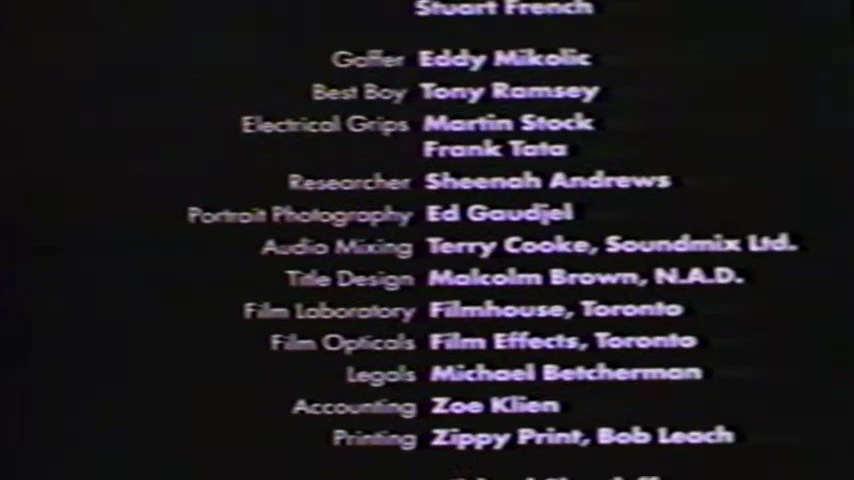 Stuart French
Gaffer Eddy Mikolic
Best Boy Tony Ramsey
Electrical Grips Martin Stock
Frank Tata
Researcher Sheenah Andrews
Portrait Photography Ed Gaudjel
Audio Mixing Terry Cooke, Soundmix Ltd.
Title Design Malcolm Brown, N.A.D.
Film Laboratory Filmhouse, Toronto
Film Opticals Film Effects, Toronto
Legals Michael Betcherman
Accounting Zoe Klien
Printing Zippy Print, Bob Leach